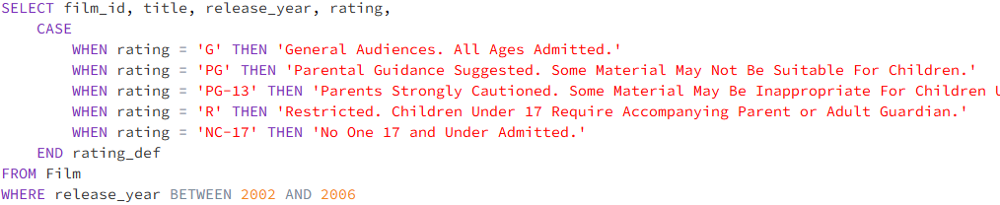 SELECT film_id, title, release_year, rating,
CASE
WHEN rating = 'G' THEN 'General Audiences. All Ages Admitted.'
WHEN rating = 'PG' THEN 'Parental Guidance Suggested. Some Material May Not Be Suitable For Children.'
WHEN rating = 'PG-13' THEN 'Parents Strongly Cautioned. Some Material May Be Inappropriate For Children
WHEN rating = 'R' THEN 'Restricted. Children Under 17 Require Accompanying Parent or Adult Guardian.'
WHEN rating = 'NC-17' THEN 'No One 17 and Under Admitted.'
END rating_def
FROM Film
WHERE release_year BETWEEN 2002 AND 2006